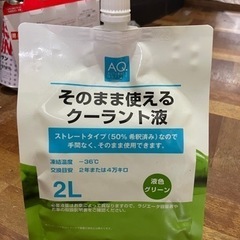 AQ.
そのまま使える
クーラント液
ストレートタイプ(50%希釈済み)なので
手間なく、そのまま使用できます。
凍結温度 −36℃
交換目安 2年または4万キロ
2L
液色
グリーン